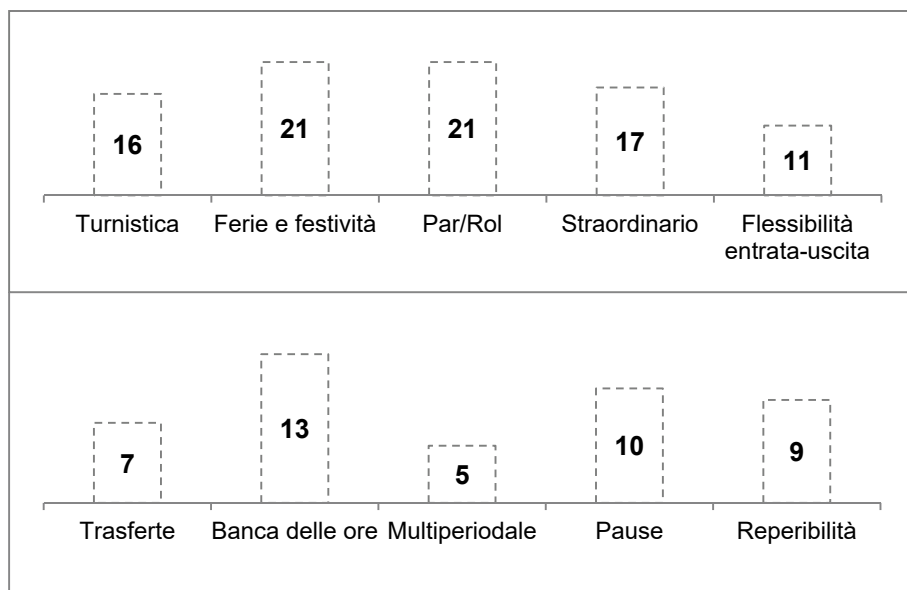 16
21
21
17
11
Turnistica
Ferie e festività
Par/Rol
Straordinario
Flessibilità
entrata-uscita
7
13
5
10
9
Trasferte
Banca delle ore
Multiperiodale
Pause
Reperibilità